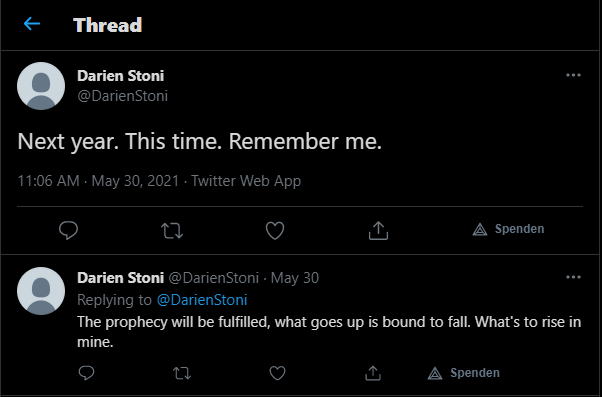 Thread
Darien Stoni
@DarienStoni
Next year. This time. Remember me.
11:06 AM · May 30, 2021 · Twitter Web App
Spenden
Darien Stoni @DarienStoni · May 30
Replying to @DarienStoni
The prophecy will be fulfilled, what goes up is bound to fall. What's to rise in
mine.
Spenden